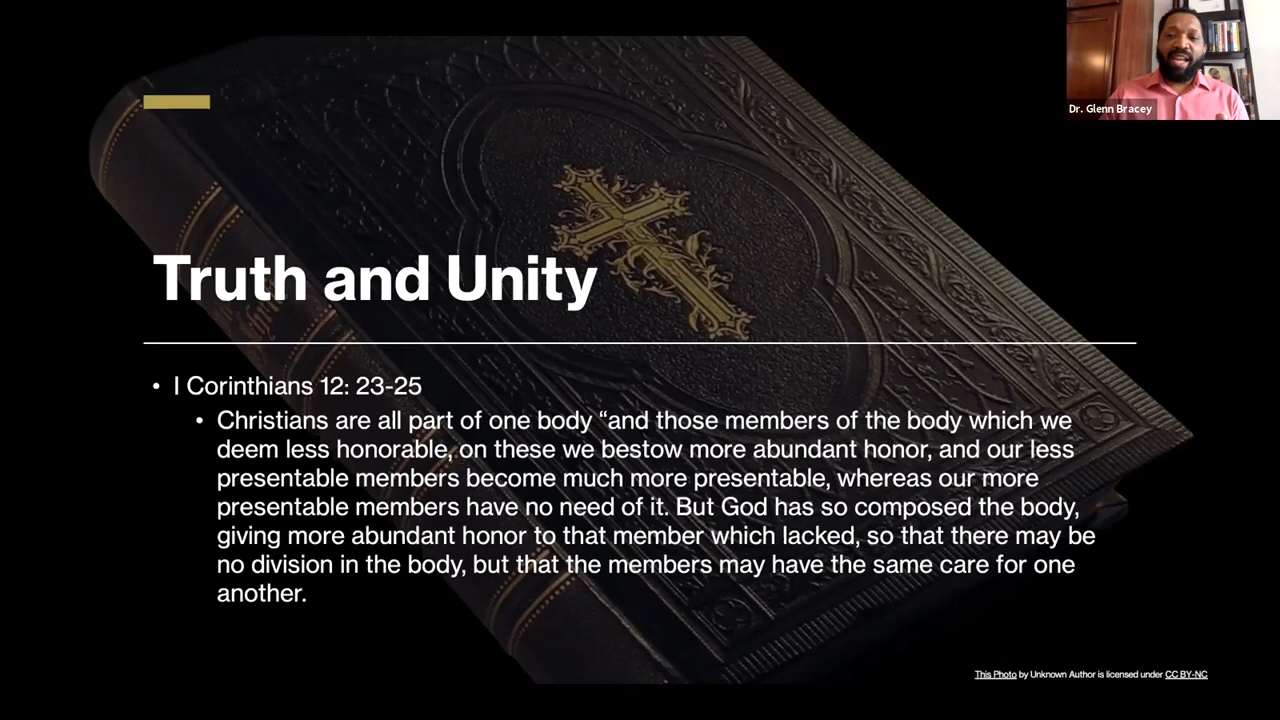 Dr. Glenn Bracey
Truth and Unity
• I Corinthians 12: 23-25
• Christians are all part of one body “and those members of the body which we
deem less honorable, on these we bestow more abundant honor, and our less
presentable members become much more presentable, whereas our more
presentable members have no need of it. But God has so composed the body,
giving more abundant honor to that member which lacked, so that there may be
no division in the body, but that the members may have the same care for one
another.
This Photo by Unknown Author is licensed under CC BY-NC